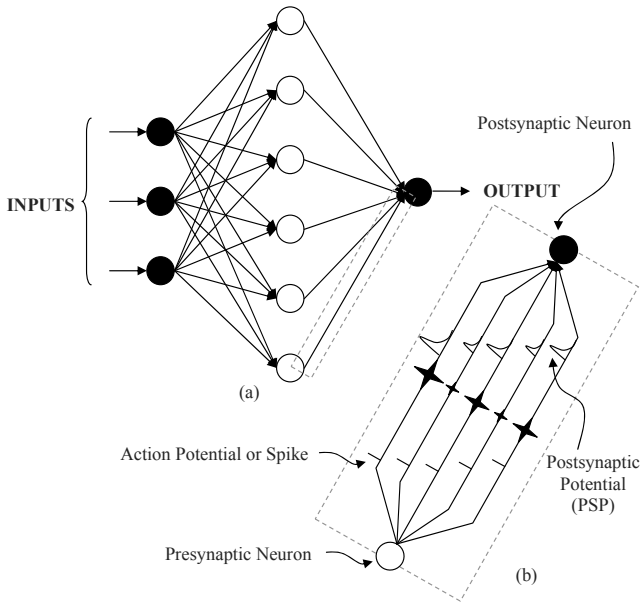 Postsynaptic Neuron
INPUTS
OUTPUT
(a)
Action Potential or Spike
Postsynaptic
Potential
(PSP)
Presynaptic Neuron
(b)